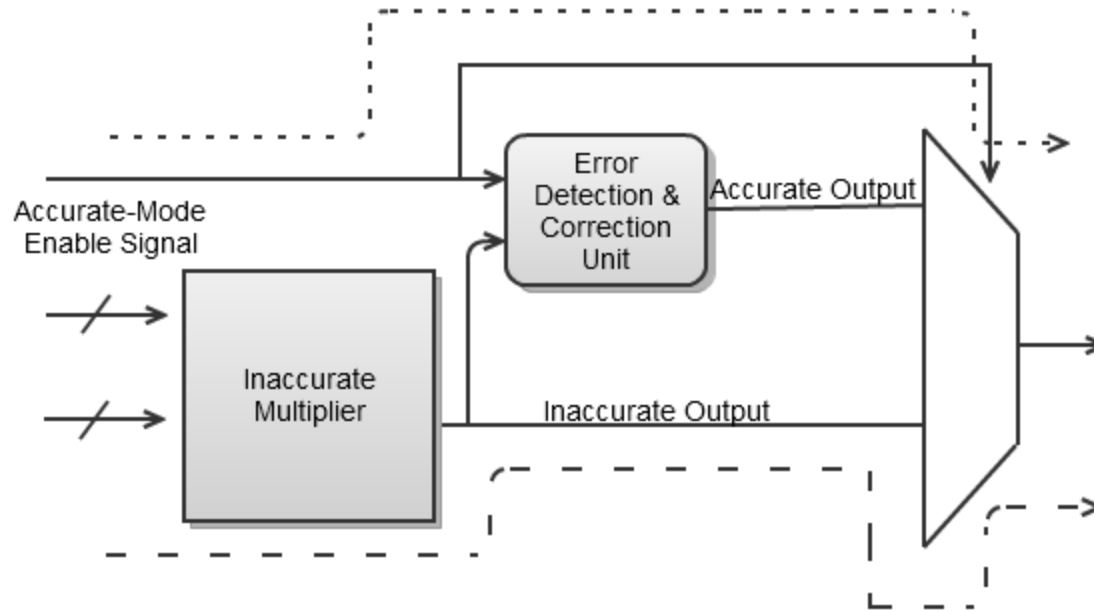 Error
Detection &
Correction
Unit
Accurate Output
Accurate-Mode
Enable Signal
Inaccurate
Multiplier
Inaccurate Output